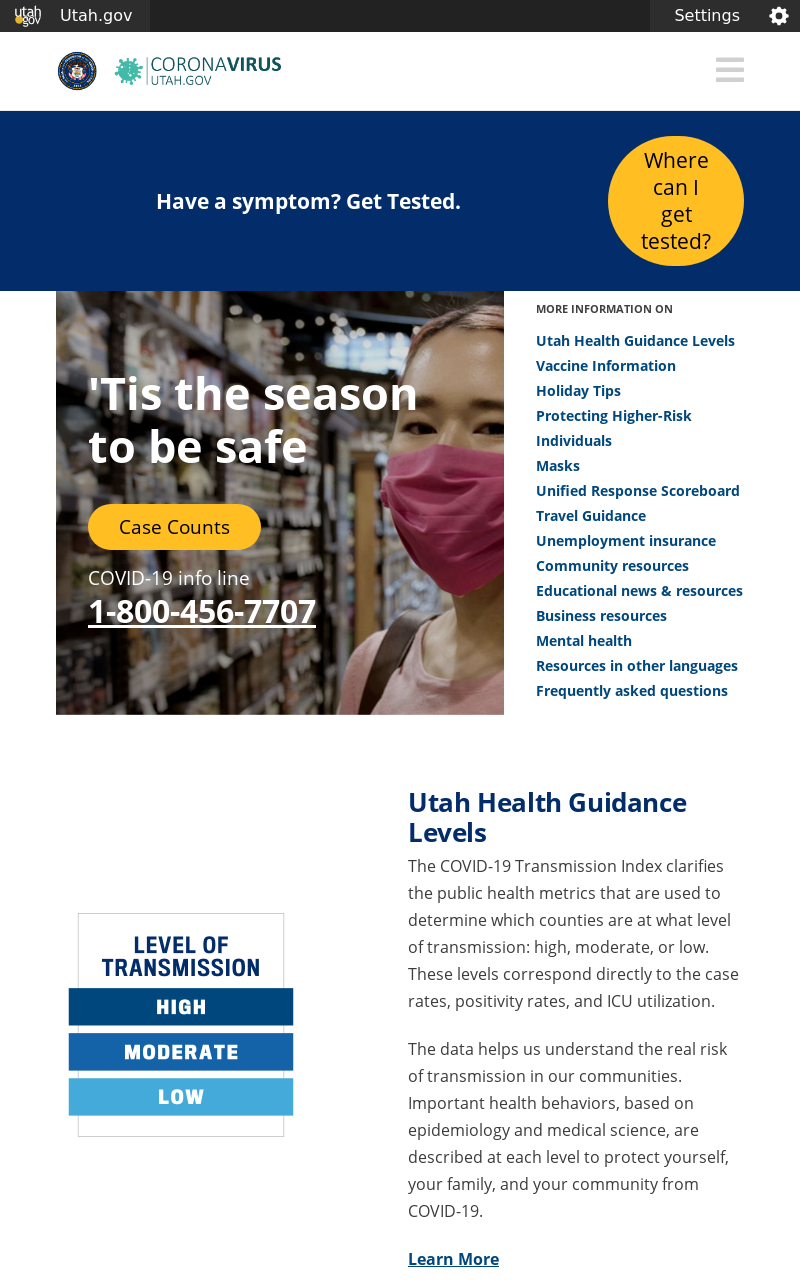 utah
gov
Utah.gov
Settings
CORONAVIRUS
UTAH.GOV
Have a symptom? Get Tested.
Where
can I
get
tested?
'Tis the season
to be safe
Case Counts
COVID-19 info line
1-800-456-7707
MORE INFORMATION ON
Utah Health Guidance Levels
Vaccine Information
Holiday Tips
Protecting Higher-Risk
Individuals
Masks
Unified Response Scoreboard
Travel Guidance
Unemployment insurance
Community resources
Educational news & resources
Business resources
Mental health
Resources in other languages
Frequently asked questions
LEVEL OF
TRANSMISSION
HIGH
MODERATE
LOW
Utah Health Guidance
Levels
The COVID-19 Transmission Index clarifies
the public health metrics that are used to
determine which counties are at what level
of transmission: high, moderate, or low.
These levels correspond directly to the case
rates, positivity rates, and ICU utilization.
The data helps us understand the real risk
of transmission in our communities.
Important health behaviors, based on
epidemiology and medical science, are
described at each level to protect yourself,
your family, and your community from
COVID-19.
Learn More